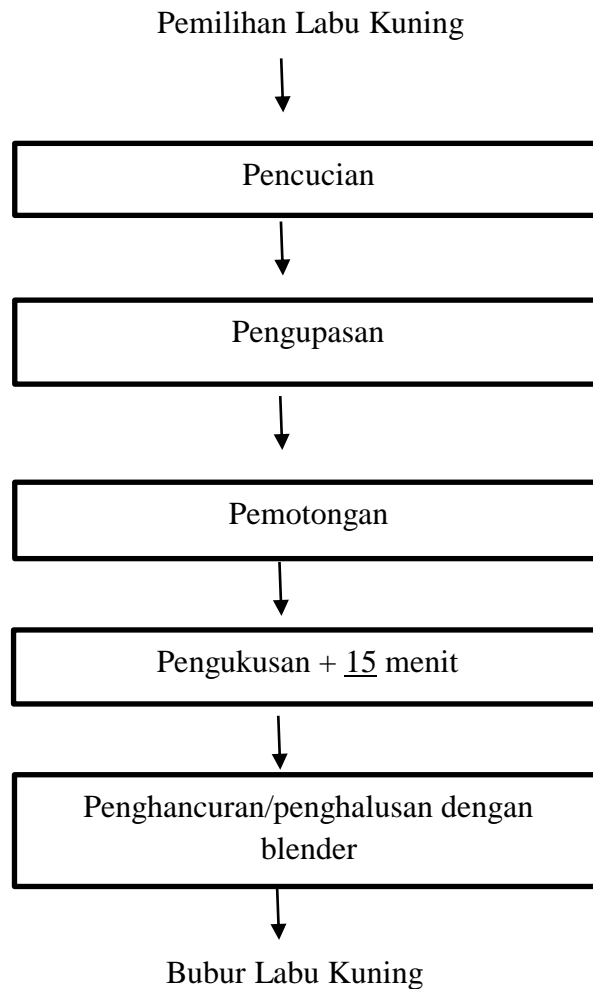 Pemilihan Labu Kuning
Pencucian
Pengupasan
Pemotongan
Pengukusan + 15 menit
Penghancuran/penghalusan dengan
blender
Bubur Labu Kuning